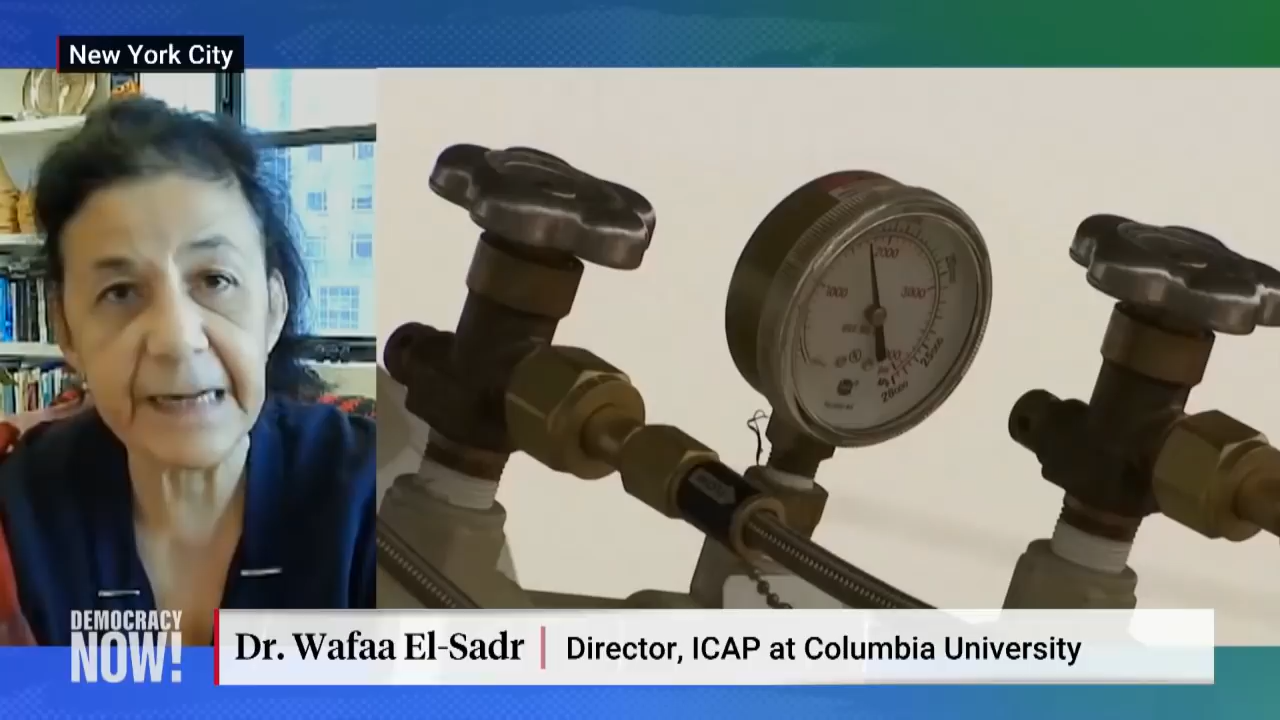 New York City
2000
1000
3000
DEMOCRACY
NOW!
Dr. Wafaa El-Sadr
Director, ICAP at Columbia University